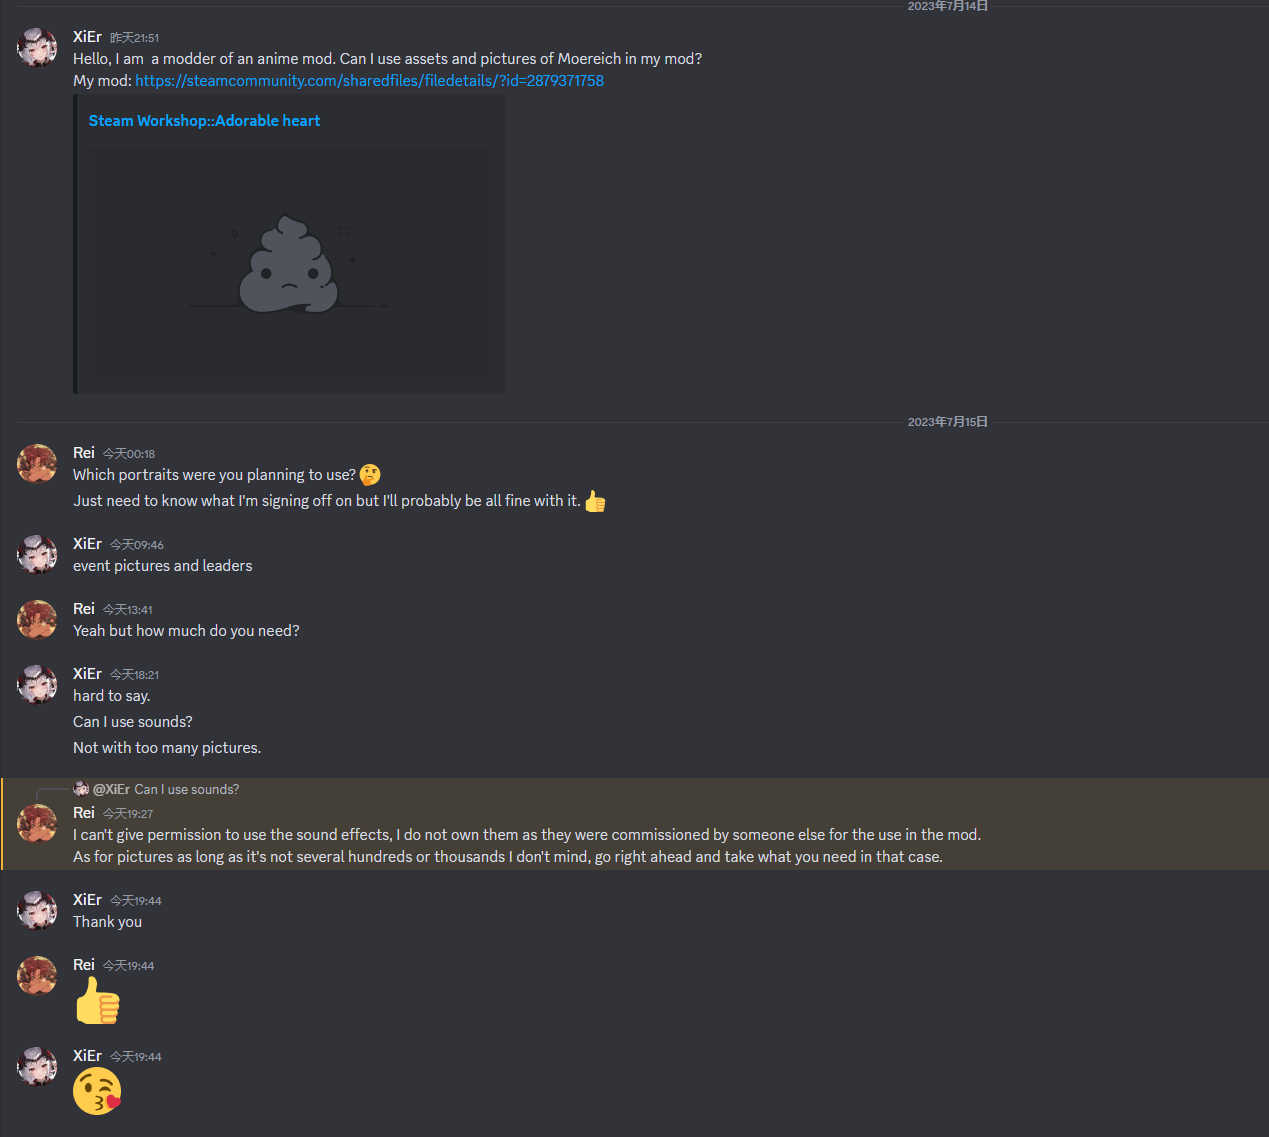 2023年7月14日
XiEr 昨天21:51
Hello, I am  a modder of an anime mod. Can I use assets and pictures of Moereich in my mod?
My mod: https://steamcommunity.com/sharedfiles/filedetails/?id=2879371758
Steam Workshop::Adorable heart
2023年7月15日
Rei 今天00:18
Which portraits were you planning to use? 🤔
Just need to know what I'm signing off on but I'll probably be all fine with it. 👍
XiEr 今天09:46
event pictures and leaders
Rei 今天13:41
Yeah but how much do you need?
XiEr 今天18:21
hard to say.
Can I use sounds?
Not with too many pictures.
@XiEr Can I use sounds?
Rei 今天19:27
I can't give permission to use the sound effects, I do not own them as they were commissioned by someone else for the use in the mod.
As for pictures as long as it's not several hundreds or thousands I don't mind, go right ahead and take what you need in that case.
XiEr 今天19:44
Thank you
Rei 今天19:44
👍
XiEr 今天19:44
😘